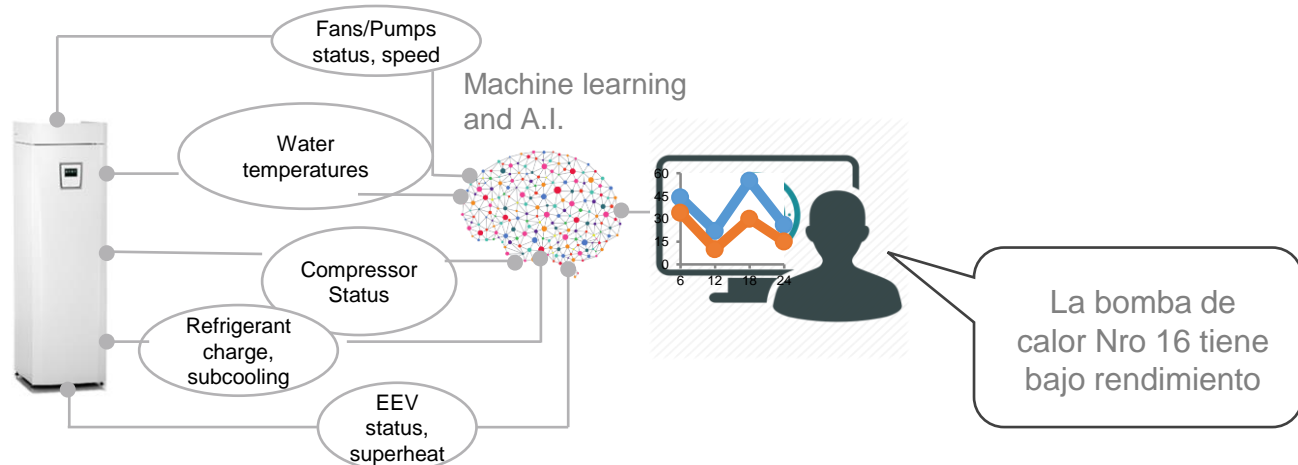 Fans/Pumps
status, speed
Machine learning
and A.I.
Water
temperatures
Compressor
Status
Refrigerant
charge,
subcooling
EEV
status,
superheat
60
45
30
15
0
6 12 18 24
La bomba de
calor Nro 16 tiene
bajo rendimiento